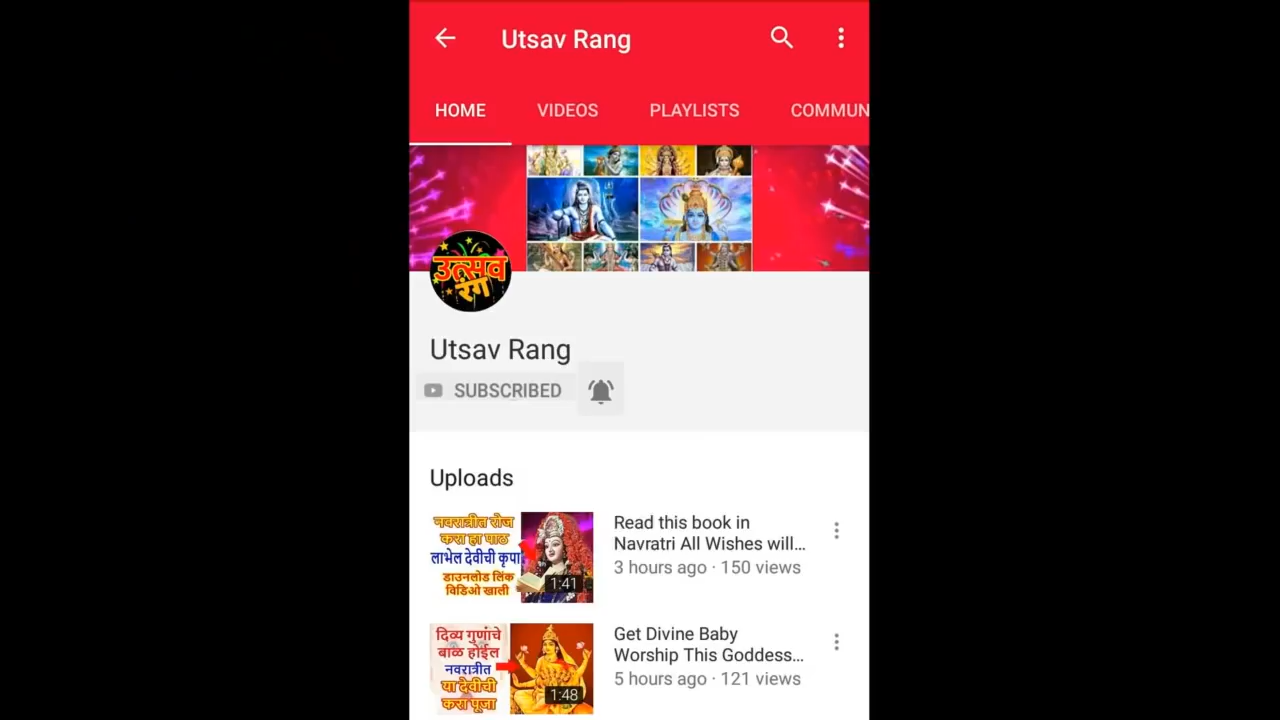 Utsav Rang
HOME VIDEOS PLAYLISTS COMMUN
उत्सव
रंग
Utsav Rang
SUBSCRIBED
Uploads
नवरात्रीत रोज
करा हा पाठ
लाभेल देवीची कृपा
डाउनलोड लिंक
विडिओ खाली
1:41
Read this book in
Navratri All Wishes will...
3 hours ago · 150 views
दिव्य गुणांचे
बाळ होईल
नवरात्रीत
या देवीची
करा पूजा
1:48
Get Divine Baby
Worship This Goddess...
5 hours ago · 121 views